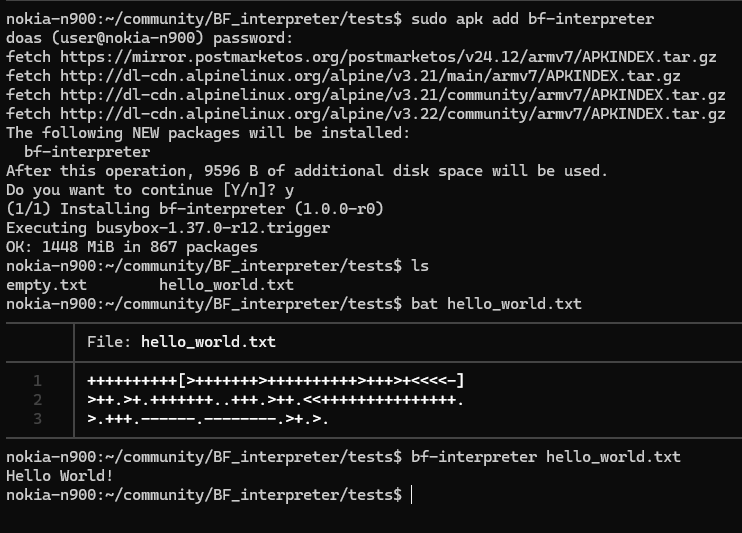 nokia-n900:~/community/BF_interpreter/tests$ sudo apk add bf-interpreter
doas (user@nokia-n900) password:
fetch https://mirror.postmarketos.org/postmarketos/v24.12/armv7/APKINDEX.tar.gz
fetch http://dl-cdn.alpinelinux.org/alpine/v3.21/main/armv7/APKINDEX.tar.gz
fetch http://dl-cdn.alpinelinux.org/alpine/v3.21/community/armv7/APKINDEX.tar.gz
fetch http://dl-cdn.alpinelinux.org/alpine/v3.22/community/armv7/APKINDEX.tar.gz
The following NEW packages will be installed:
  bf-interpreter
After this operation, 9596 B of additional disk space will be used.
Do you want to continue [Y/n]? y
(1/1) Installing bf-interpreter (1.0.0-r0)
Executing busybox-1.37.0-r12.trigger
OK: 1448 MiB in 867 packages
nokia-n900:~/community/BF_interpreter/tests$ ls
empty.txt        hello_world.txt
nokia-n900:~/community/BF_interpreter/tests$ bat hello_world.txt
File: hello_world.txt
1 ++++++++++[>+++++++>++++++++++>+++>+<<<<-]
2 >++.>+.+++++++..+++.>++.<<+++++++++++++++.
3 >.+++.------.--------.>+.>.
nokia-n900:~/community/BF_interpreter/tests$ bf-interpreter hello_world.txt
Hello World!
nokia-n900:~/community/BF_interpreter/tests$